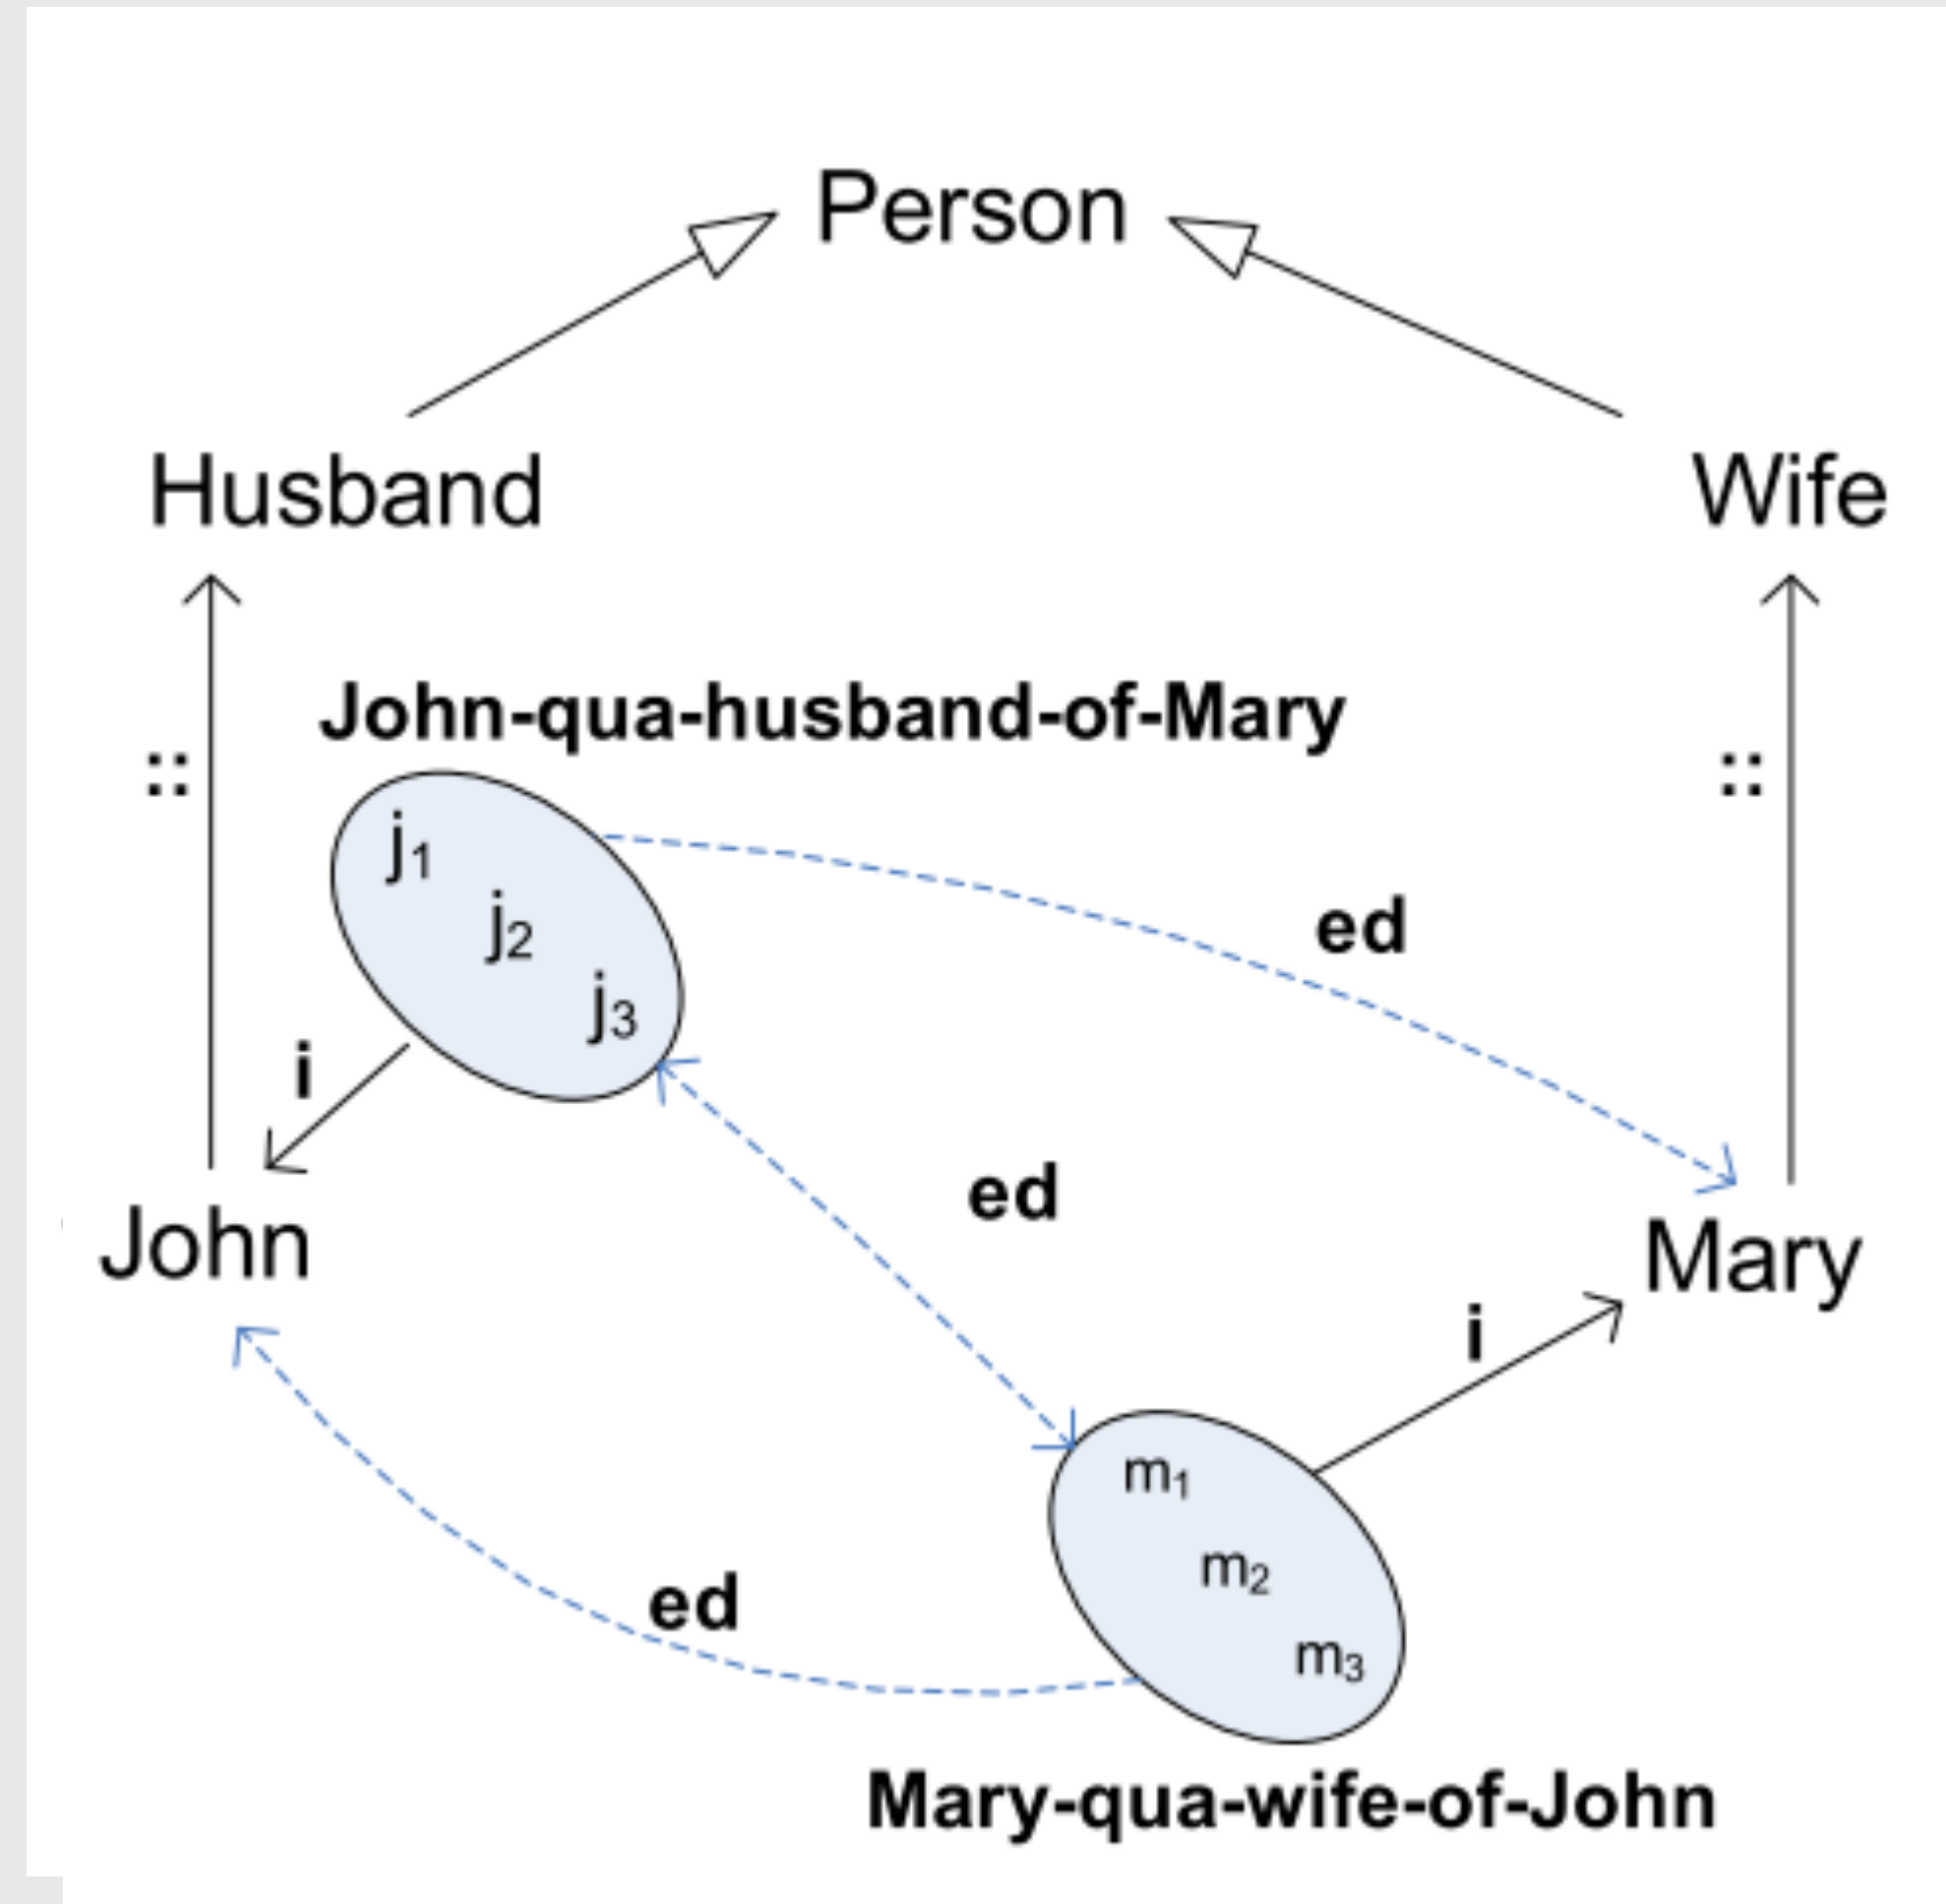 Person
Husband
Wife
John-qua-husband-of-Mary
::
::
j1
j2
j3
ed
i
ed
John
Mary
i
m1
m2
m3
ed
Mary-qua-wife-of-John